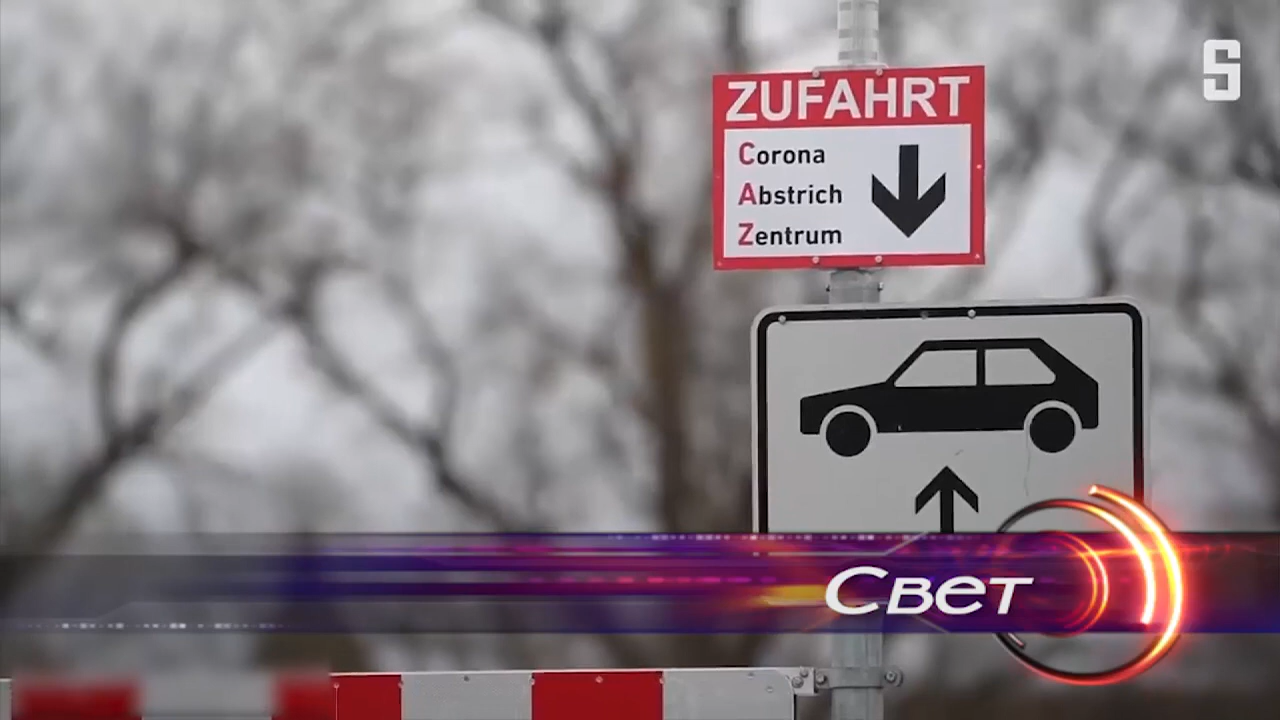 S
ZUFAHRT
Corona
Abstrich
Zentrum
Свет